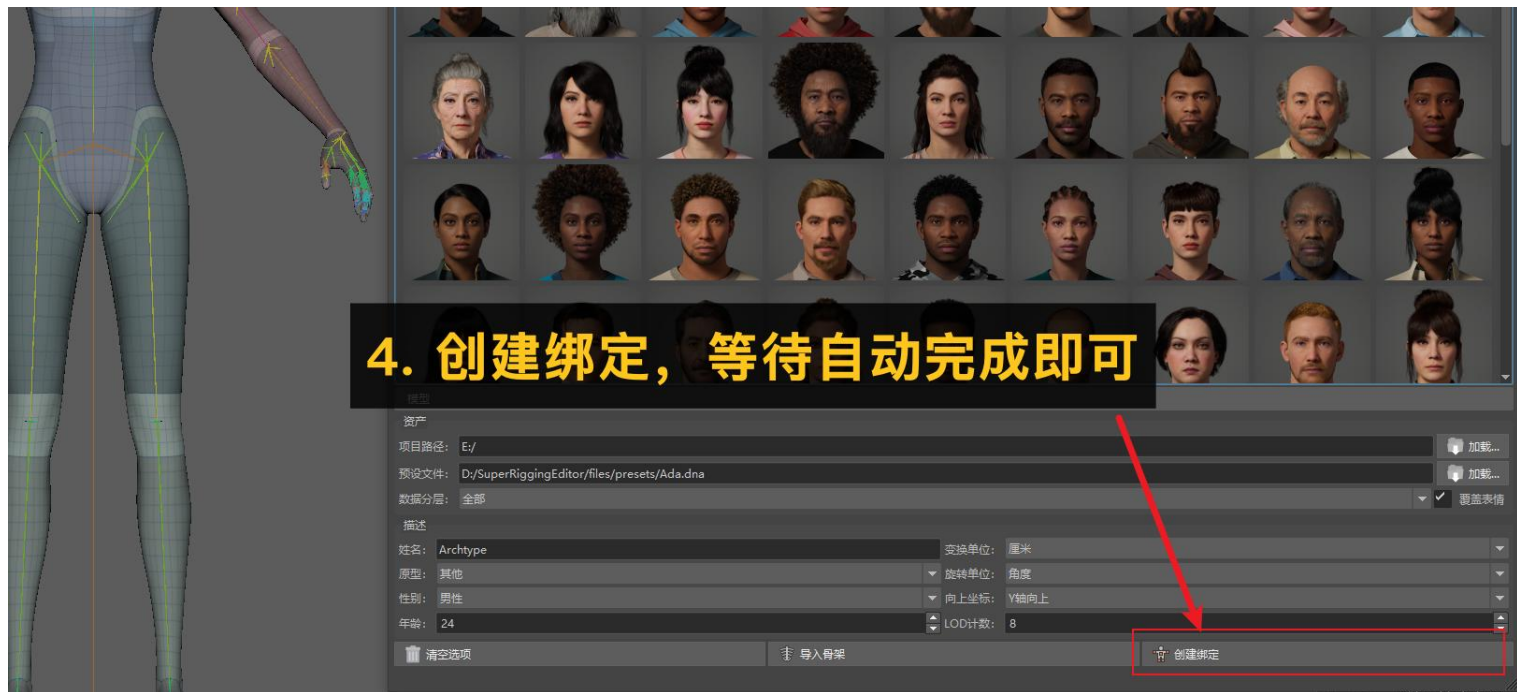 4. 创建绑定，等待自动完成即可
模型
资产
项目路径： E:/ 加载...
预设文件： D:/SuperRiggingEditor/files/presets/Ada.dna 加载...
数据分层： 全部 覆盖表情
描述
姓名： Archtype 变换单位： 厘米
原型： 其他 旋转单位： 角度
性别： 男性 向上坐标： Y轴向上
年龄： 24 LOD计数： 8
清空选项 导入骨架 创建绑定